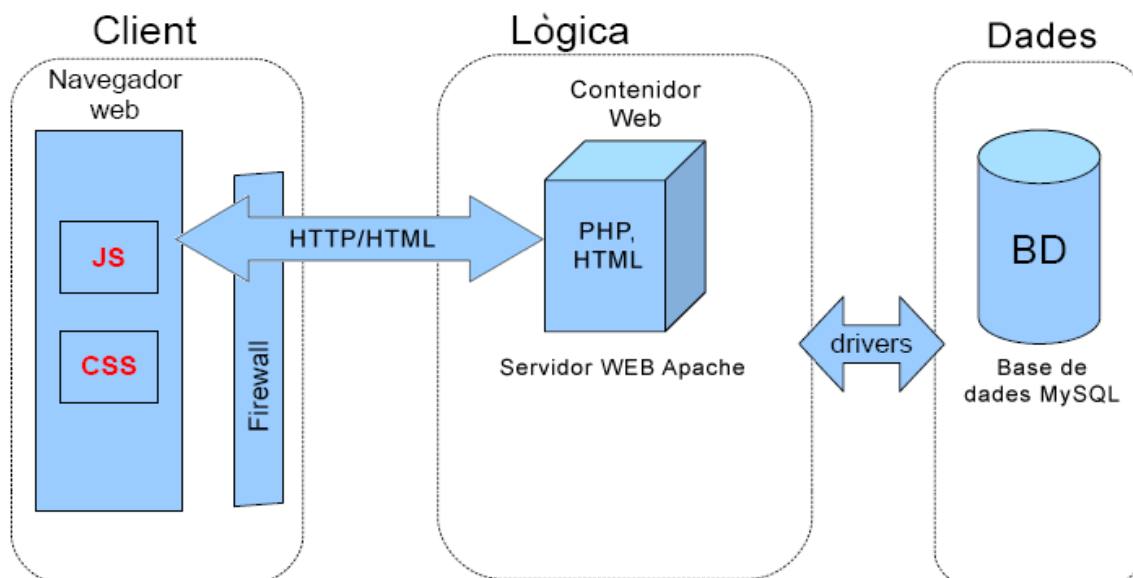 Client
Navegador
web
JS
CSS
Firewall
HTTP/HTML
Lògica
Contenidor
Web
PHP,
HTML
Servidor WEB Apache
drivers
Dades
BD
Base de
dades MySQL